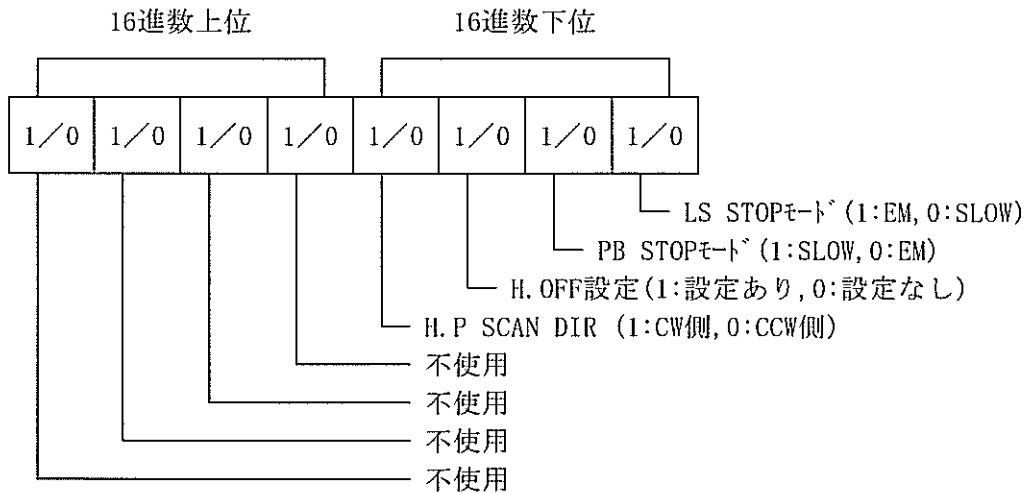 16進数上位 16進数下位
1／0 1／0 1／0 1／0 1／0 1／0 1／0 1／0
LS STOPﾓｰﾄﾞ(1:EM,0:SLOW)
PB STOPﾓｰﾄﾞ(1:SLOW,0:EM)
H.OFF設定(1:設定あり,0:設定なし)
H.P SCAN DIR (1:CW側,0:CCW側)
不使用
不使用
不使用
不使用